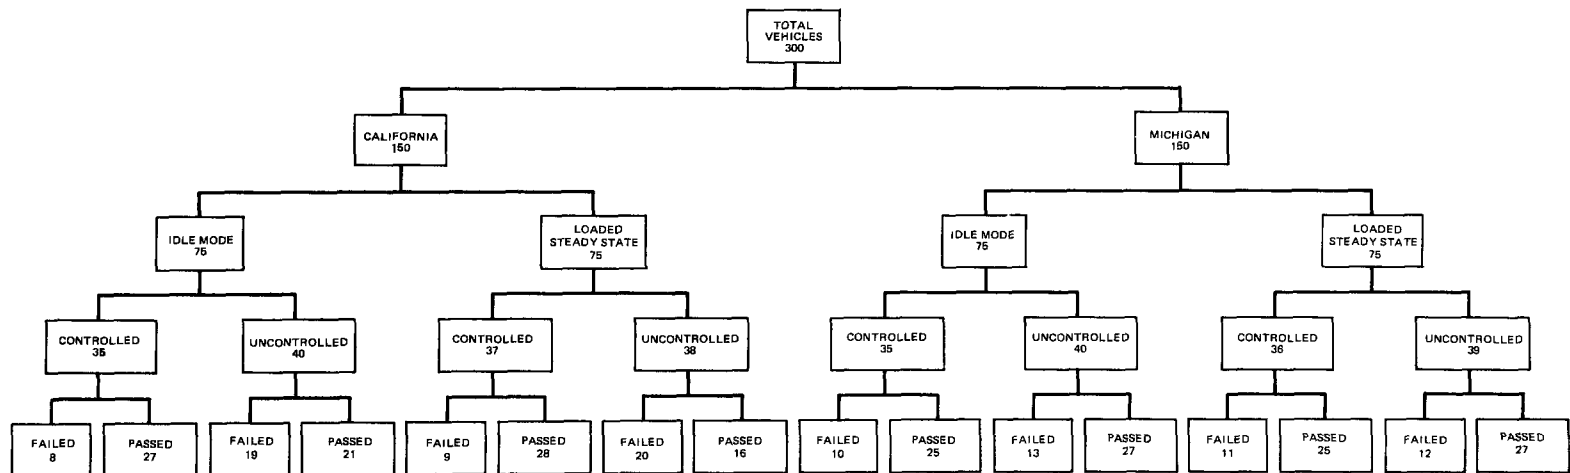 TOTAL
VEHICLES
300
CALIFORNIA
150
MICHIGAN
150
IDLE MODE
75
LOADED
STEADY STATE
75
IDLE MODE
75
LOADED
STEADY STATE
75
CONTROLLED
35
UNCONTROLLED
40
CONTROLLED
37
UNCONTROLLED
38
CONTROLLED
35
UNCONTROLLED
40
CONTROLLED
36
UNCONTROLLED
39
FAILED
8
PASSED
27
FAILED
19
PASSED
21
FAILED
9
PASSED
28
FAILED
20
PASSED
16
FAILED
10
PASSED
25
FAILED
13
PASSED
27
FAILED
11
PASSED
25
FAILED
12
PASSED
27